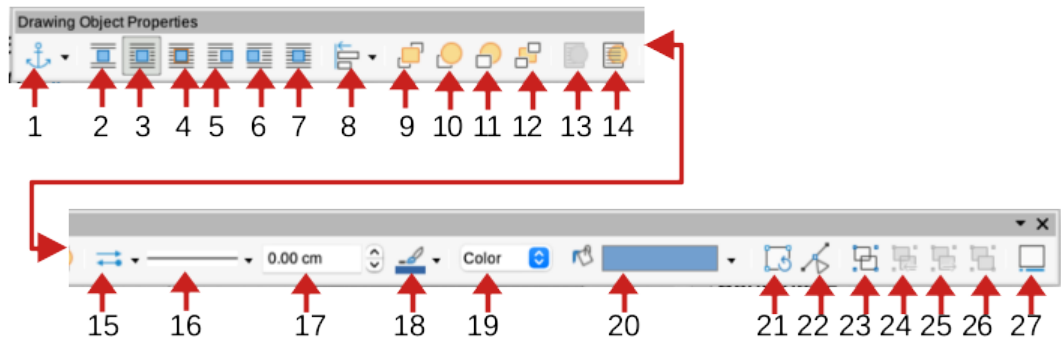 Drawing Object Properties
1 2 3 4 5 6 7 8 9 10 11 12 13 14
0.00 cm Color
15 16 17 18 19 20 21 22 23 24 25 26 27